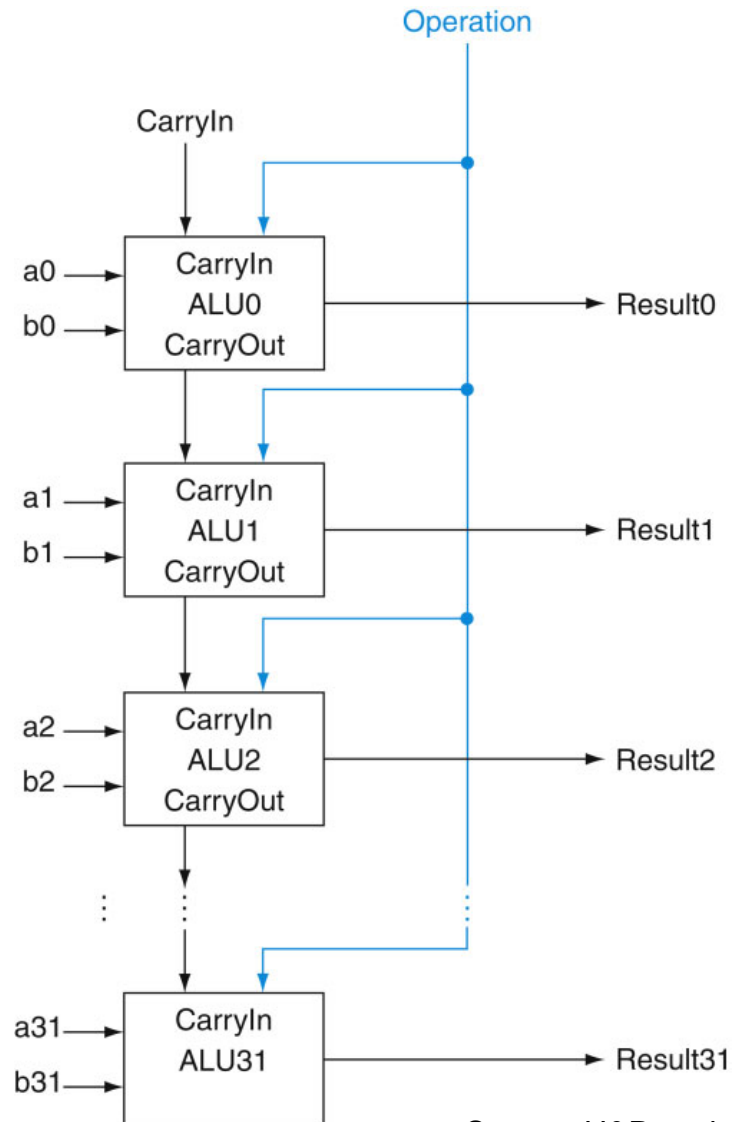 Operation
CarryIn
a0
b0
CarryIn
ALU0
CarryOut
Result0
a1
b1
CarryIn
ALU1
CarryOut
Result1
a2
b2
CarryIn
ALU2
CarryOut
Result2
a31
b31
CarryIn
ALU31
Result31